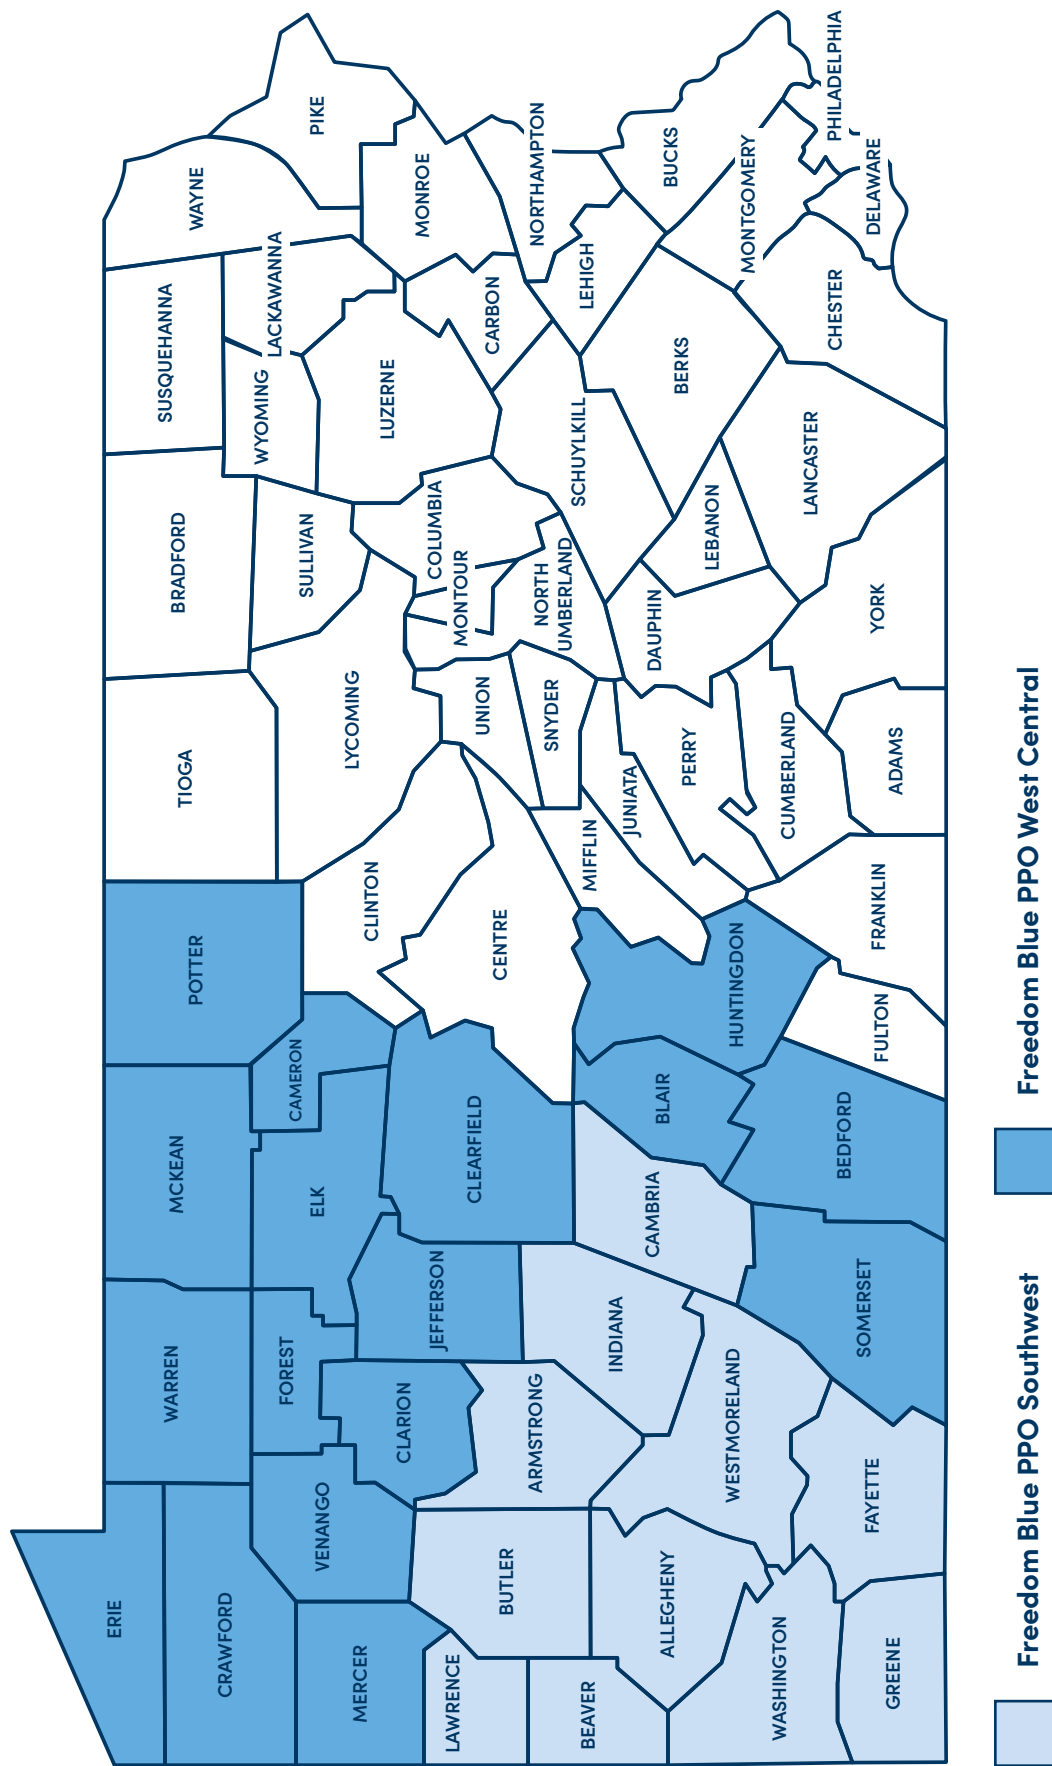 ERIE
CRAWFORD
MERCER
LAWRENCE
BEAVER
WASHINGTON
GREENE
ALLEGHENY
BUTLER
VENANGO
WARREN
FOREST
CLARION
ARMSTRONG
WESTMORELAND
FAYETTE
INDIANA
JEFFERSON
SOMERSET
MCKEAN
ELK
CLEARFIELD
CAMBRIA
CAMERON
BLAIR
BEDFORD
POTTER
HUNTINGDON
FULTON
FRANKLIN
CENTRE
CLINTON
MIFFLIN
JUNIATA
TIOGA
LYCOMING
UNION
SNYDER
PERRY
CUMBERLAND
ADAMS
BRADFORD
SULLIVAN
COLUMBIA
MONTOUR
NORTH
UMBERLAND
DAUPHIN
YORK
LEBANON
SCHUYLKILL
LANCASTER
SUSQUEHANNA
WYOMING
LACKAWANNA
LUZERNE
CARBON
BERKS
CHESTER
LEHIGH
WAYNE
PIKE
MONROE
NORTHAMPTON
BUCKS
MONTGOMERY
DELAWARE
PHILADELPHIA
Freedom Blue PPO Southwest
Freedom Blue PPO West Central